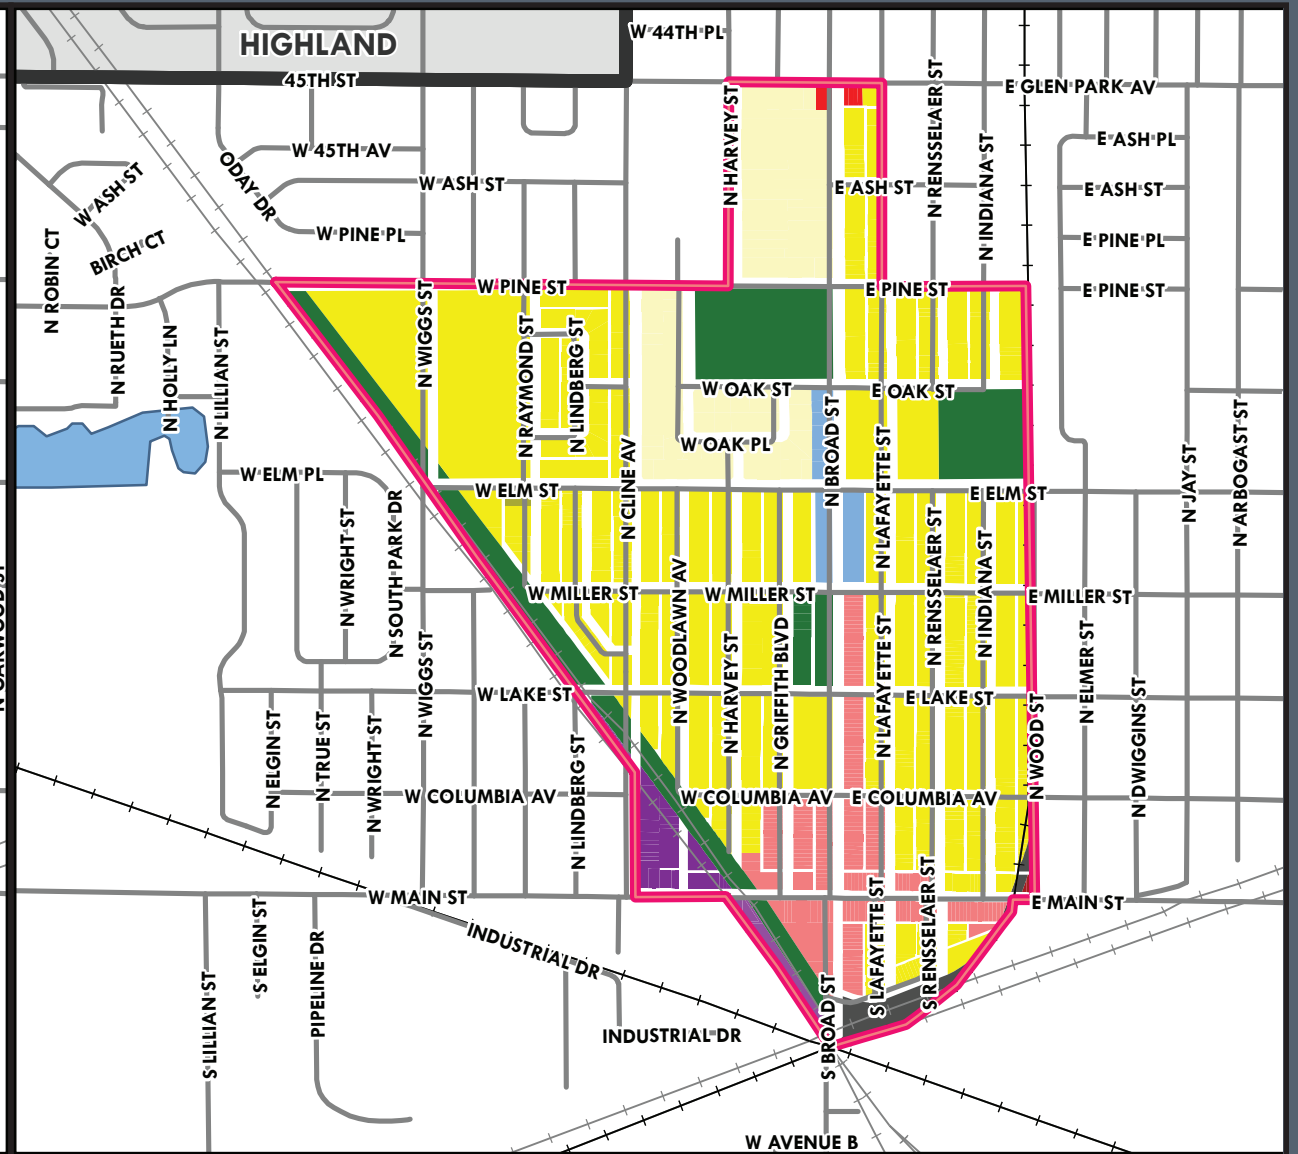 W 44TH PL
HIGHLAND
45TH ST
E GLEN PARK AV
N HARVEY ST
N RENSSELAER ST
N INDIANA ST
E ASH PL
W 45TH AV
ODAY DR
W ASH ST
W ASH ST
E ASH ST
E ASH ST
W PINE PL
BIRCH CT
E PINE PL
N ROBIN CT
N RUETH DR
N HOLLY LN
N LILLIAN ST
N WIGGS ST
W PINE ST
E PINE ST
E PINE ST
N RAYMOND ST
N LINDBERG ST
W OAK ST
E OAK ST
W OAK PL
N CLINE AV
N BROAD ST
N LAFAYETTE ST
N JAY ST
N ARBOGAST ST
W ELM PL
W ELM ST
E ELM ST
N WRIGHT ST
N SOUTH PARK DR
N RENSSELAER ST
N INDIANA ST
W MILLER ST
W MILLER ST
E MILLER ST
N WOODLAWN AV
N HARVEY ST
N GRIFFITH BLVD
N LAFAYETTE ST
N ELMER ST
N WIGGS ST
W LAKE ST
E LAKE ST
N WOOD ST
N DWIGGINS ST
N ELGIN ST
N TRUE ST
N WRIGHT ST
N LINDBERG ST
W COLUMBIA AV
W COLUMBIA AV
E COLUMBIA AV
W MAIN ST
E MAIN ST
S ELGIN ST
S LILLIAN ST
PIPELINE DR
INDUSTRIAL DR
INDUSTRIAL DR
S LAFAYETTE ST
S RENSSELAER ST
S BROAD ST
W AVENUE B